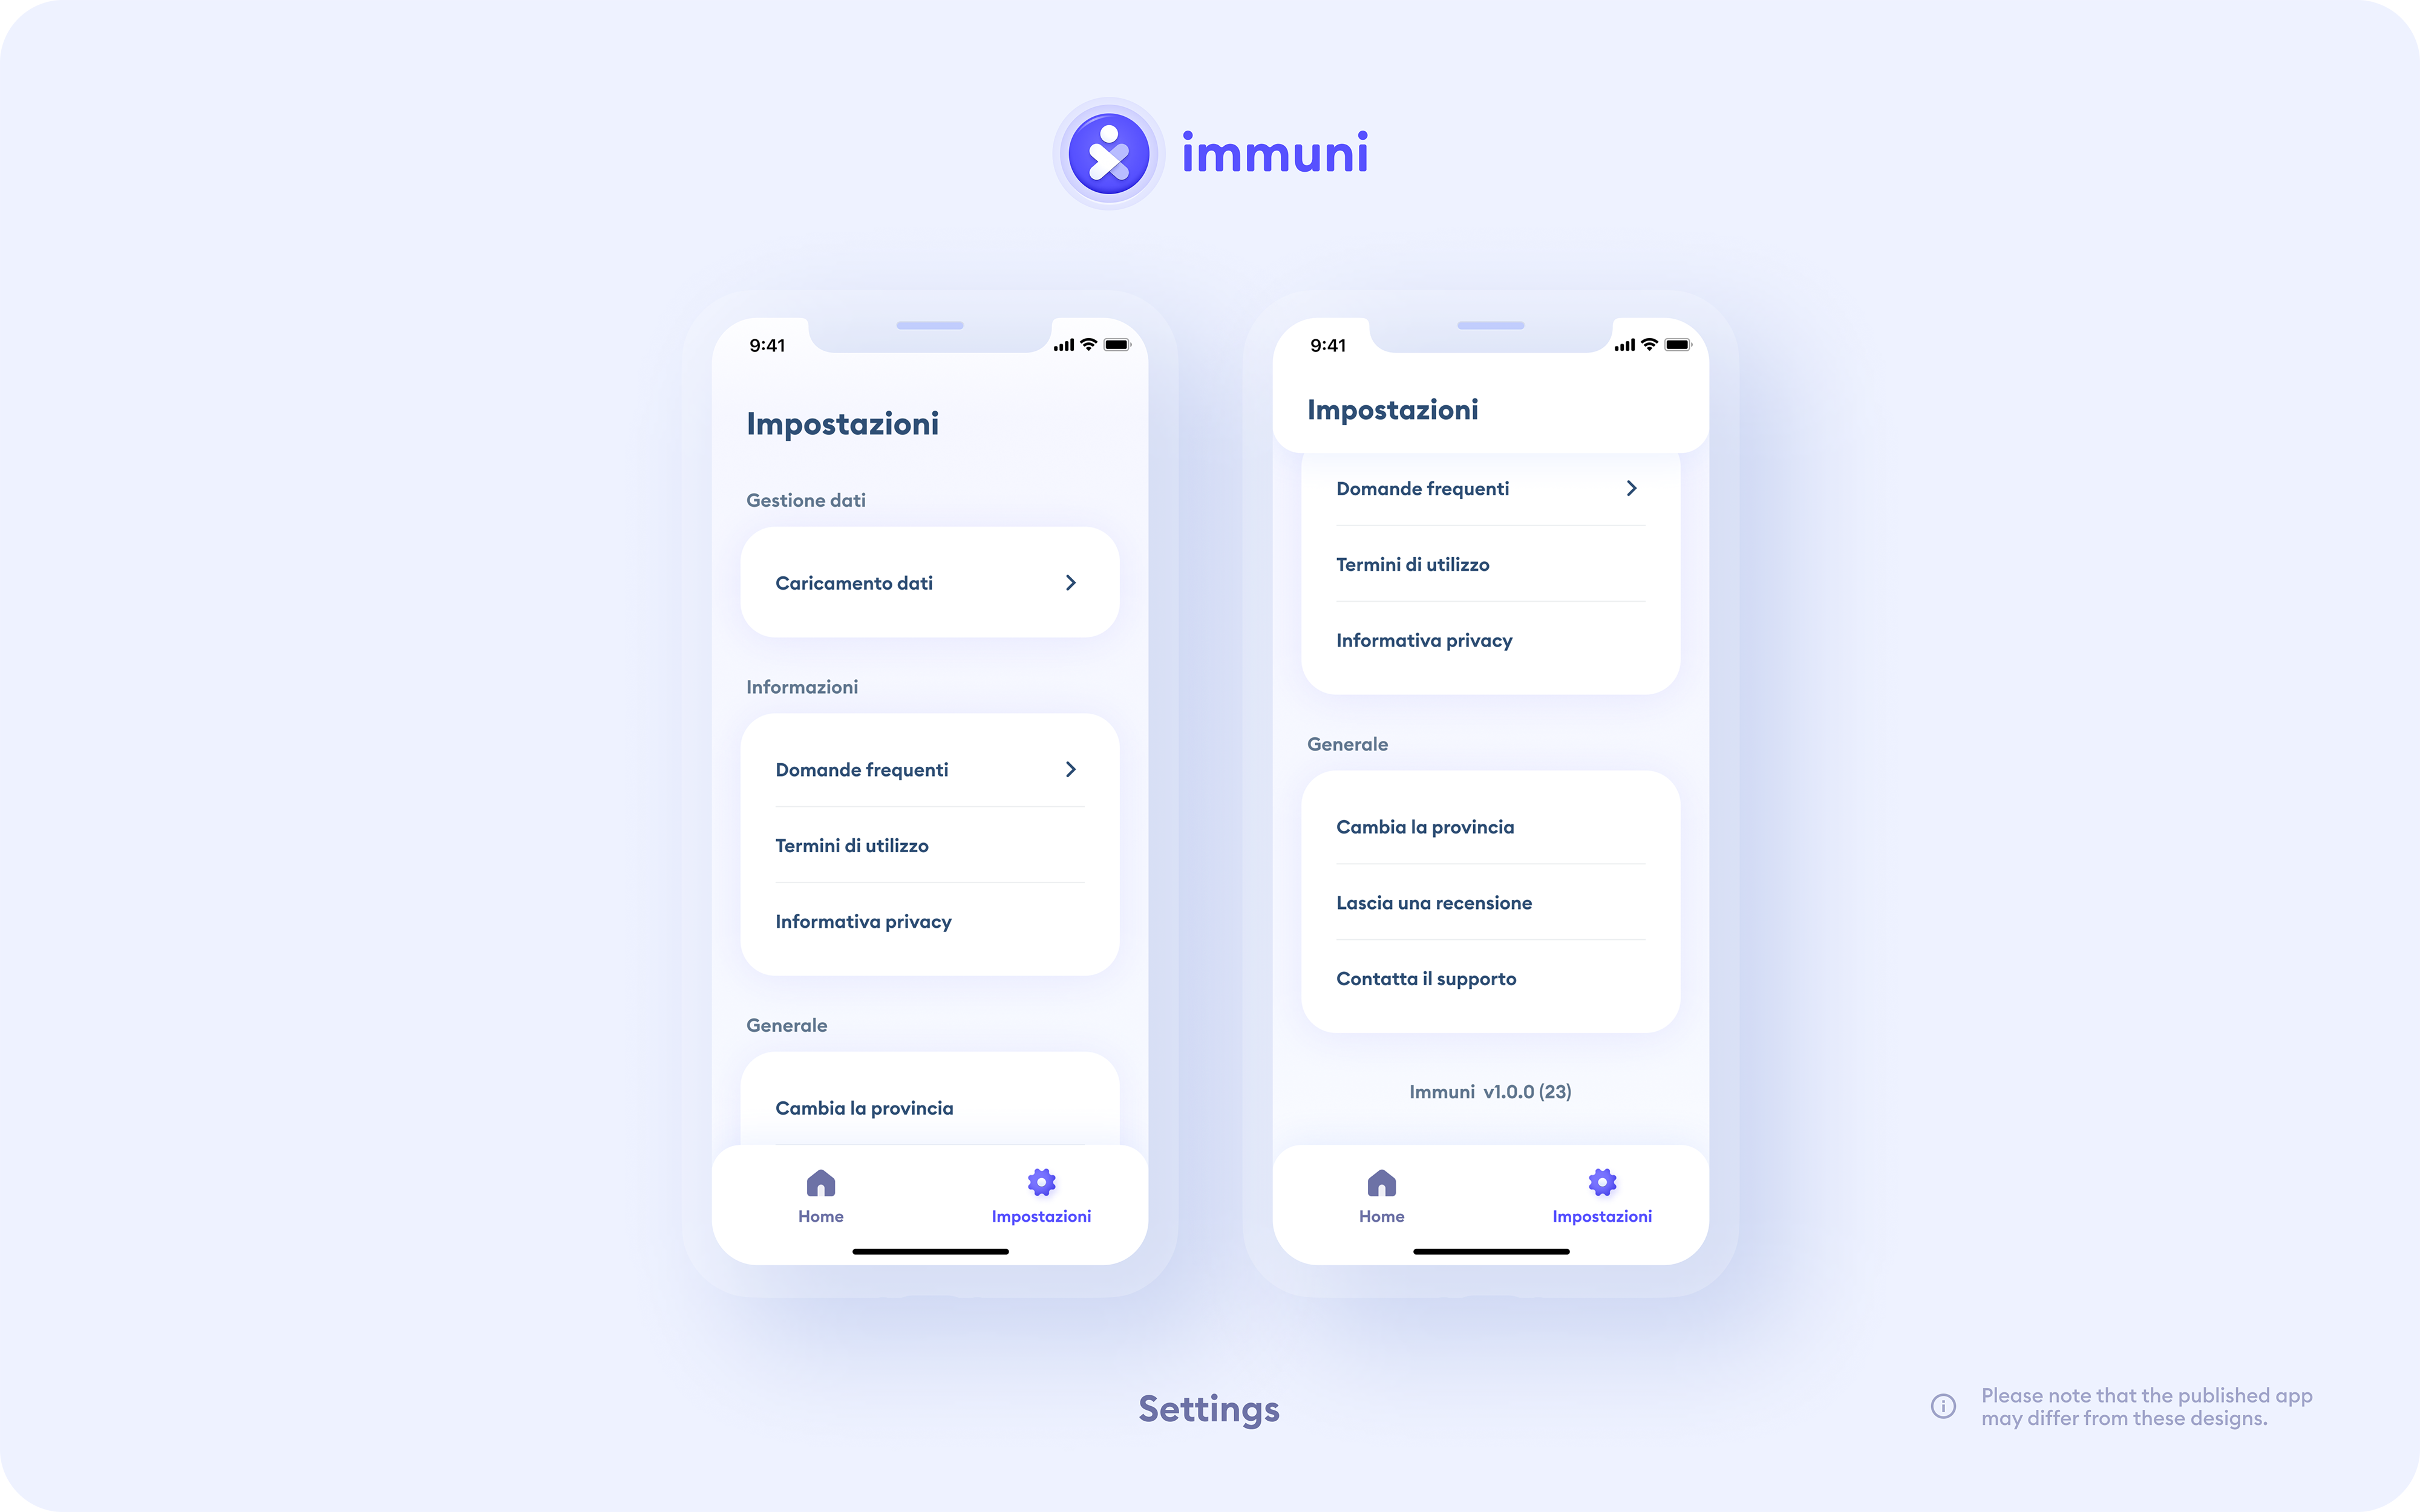 immuni
9:41
Impostazioni
Gestione dati
Caricamento dati
Informazioni
Domande frequenti
Termini di utilizzo
Informativa privacy
Generale
Cambia la provincia
Home
Impostazioni
9:41
Impostazioni
Domande frequenti
Termini di utilizzo
Informativa privacy
Generale
Cambia la provincia
Lascia una recensione
Contatta il supporto
Immuni v1.0.0 (23)
Home
Impostazioni
Settings
Please note that the published app
may differ from these designs.